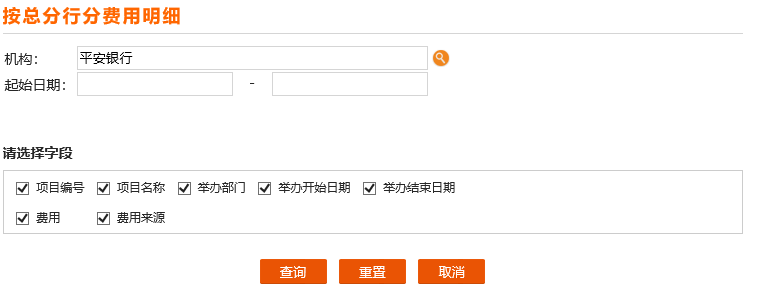 按总分行分费用明细
机构： 平安银行
起始日期： -
请选择字段
项目编号 项目名称 举办部门 举办开始日期 举办结束日期
费用 费用来源
查询 重置 取消